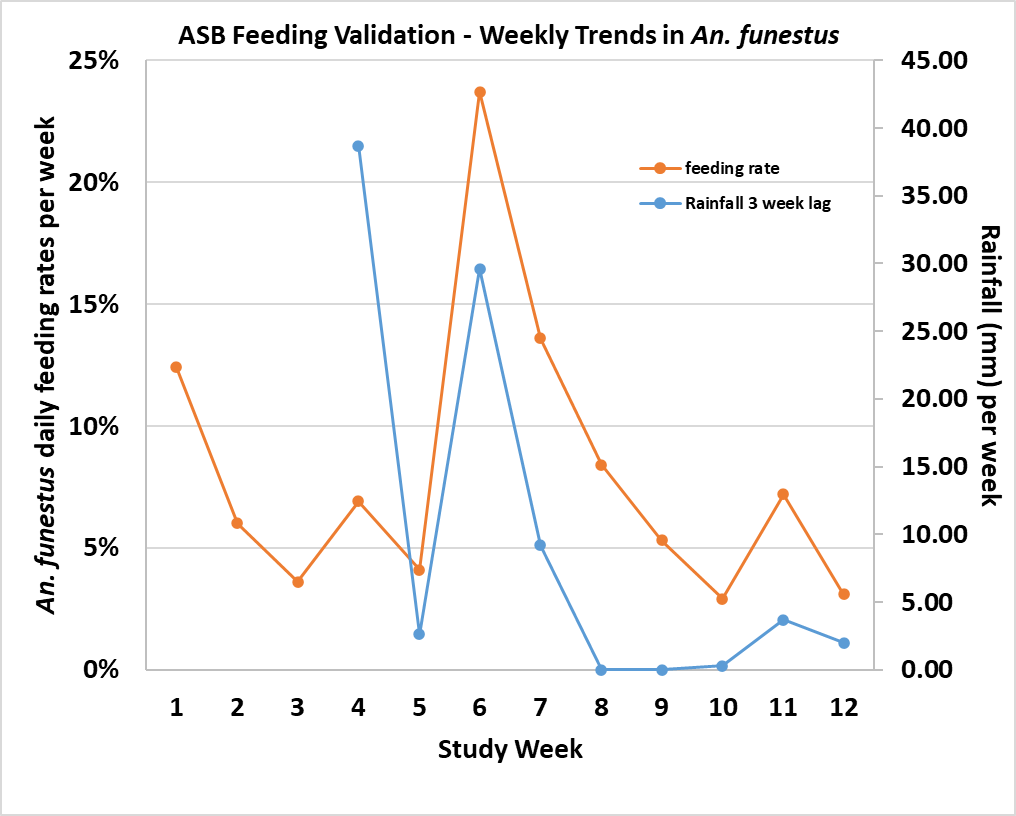 ASB Feeding Validation - Weekly Trends in An. funestus
25%
20%
15%
10%
5%
0%
An. funestus daily feeding rates per week
feeding rate
Rainfall 3 week lag
45.00
40.00
35.00
30.00
25.00
20.00
15.00
10.00
5.00
0.00
Rainfall (mm) per week
1 2 3 4 5 6 7 8 9 10 11 12
Study Week